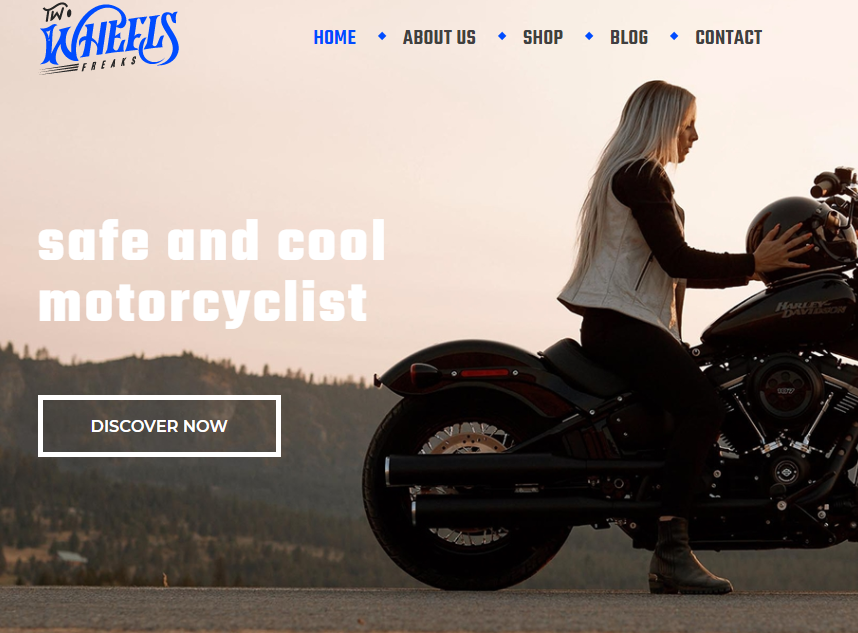 TWO
WHEELS
FREAKS
HOME
ABOUT US
SHOP
BLOG
CONTACT
safe and cool
motorcyclist
DISCOVER NOW
HARLEY-
DAVIDSON